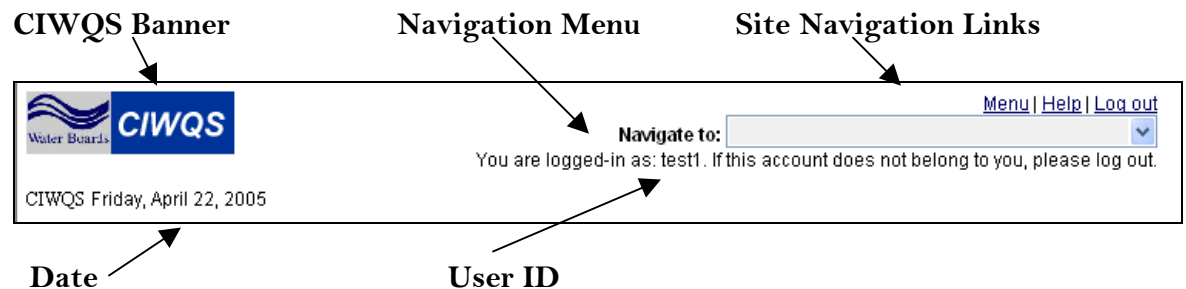 CIWQS Banner Navigation Menu Site Navigation Links
Menu | Help | Log out
Water Boards CIWQS
Navigate to:
You are logged-in as: test1. If this account does not belong to you, please log out.
CIWQS Friday, April 22, 2005
Date User ID